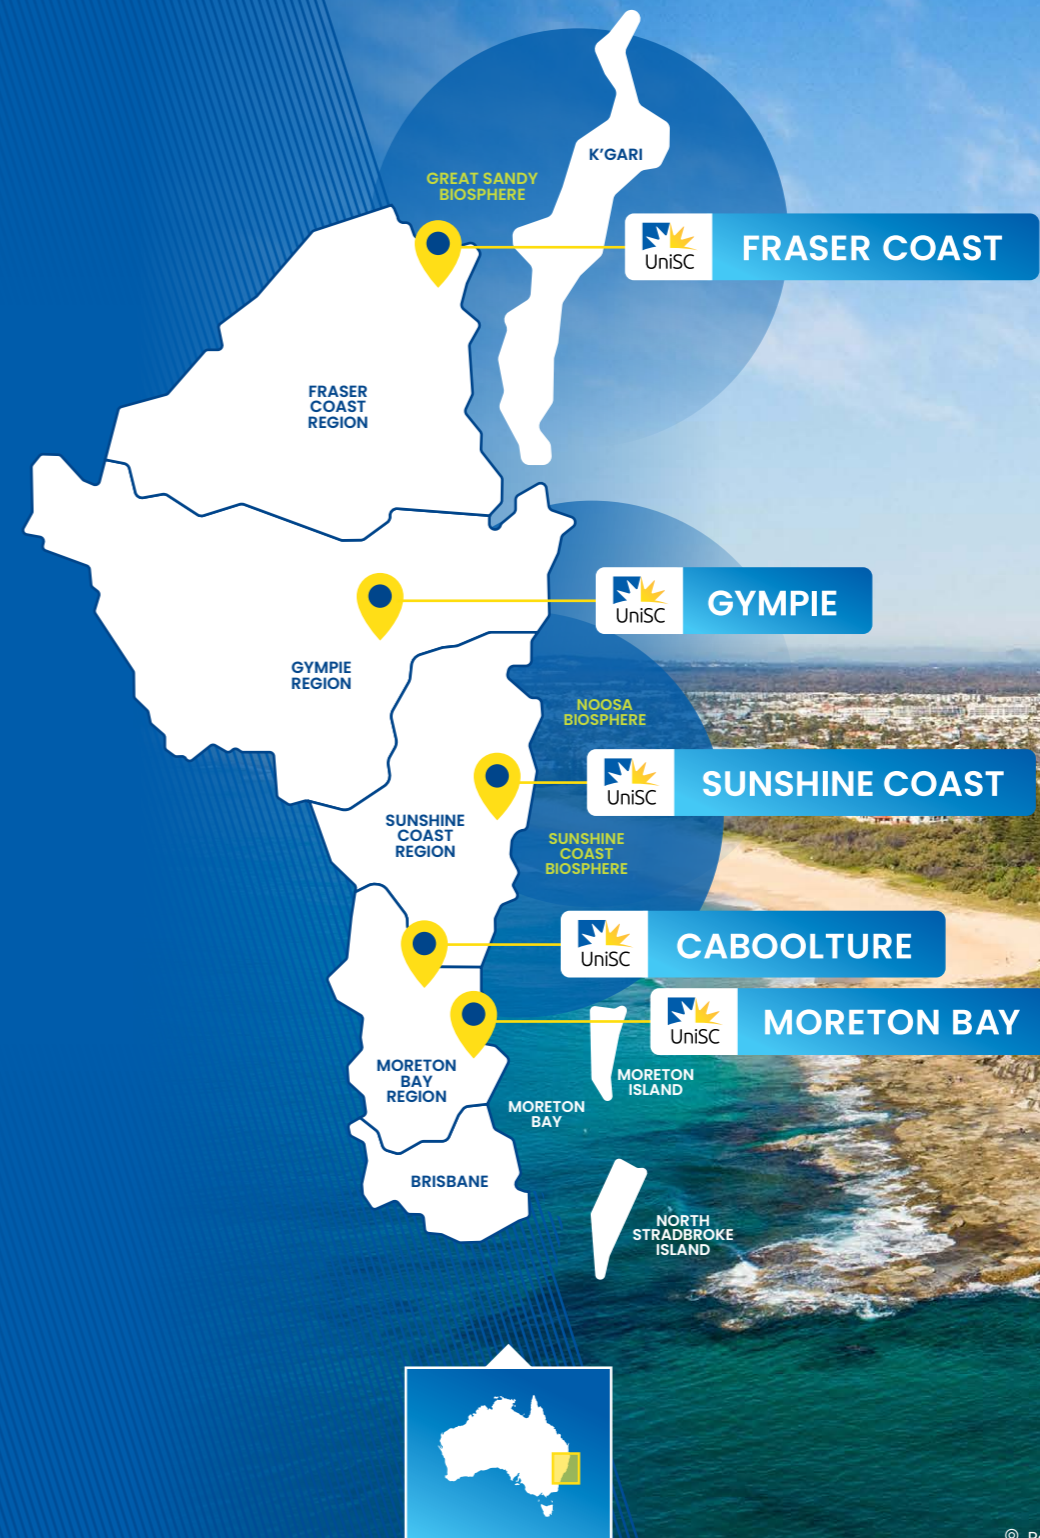 K'GARI
GREAT SANDY
BIOSPHERE
UniSC
FRASER COAST
FRASER
COAST
REGION
UniSC
GYMPIE
GYMPIE
REGION
NOOSA
BIOSPHERE
UniSC
SUNSHINE COAST
SUNSHINE
COAST
REGION
SUNSHINE
COAST
BIOSPHERE
UniSC
CABOOLTURE
UniSC
MORETON BAY
MORETON
BAY
REGION
MORETON
ISLAND
MORETON
BAY
BRISBANE
NORTH
STRADBROKE
ISLAND